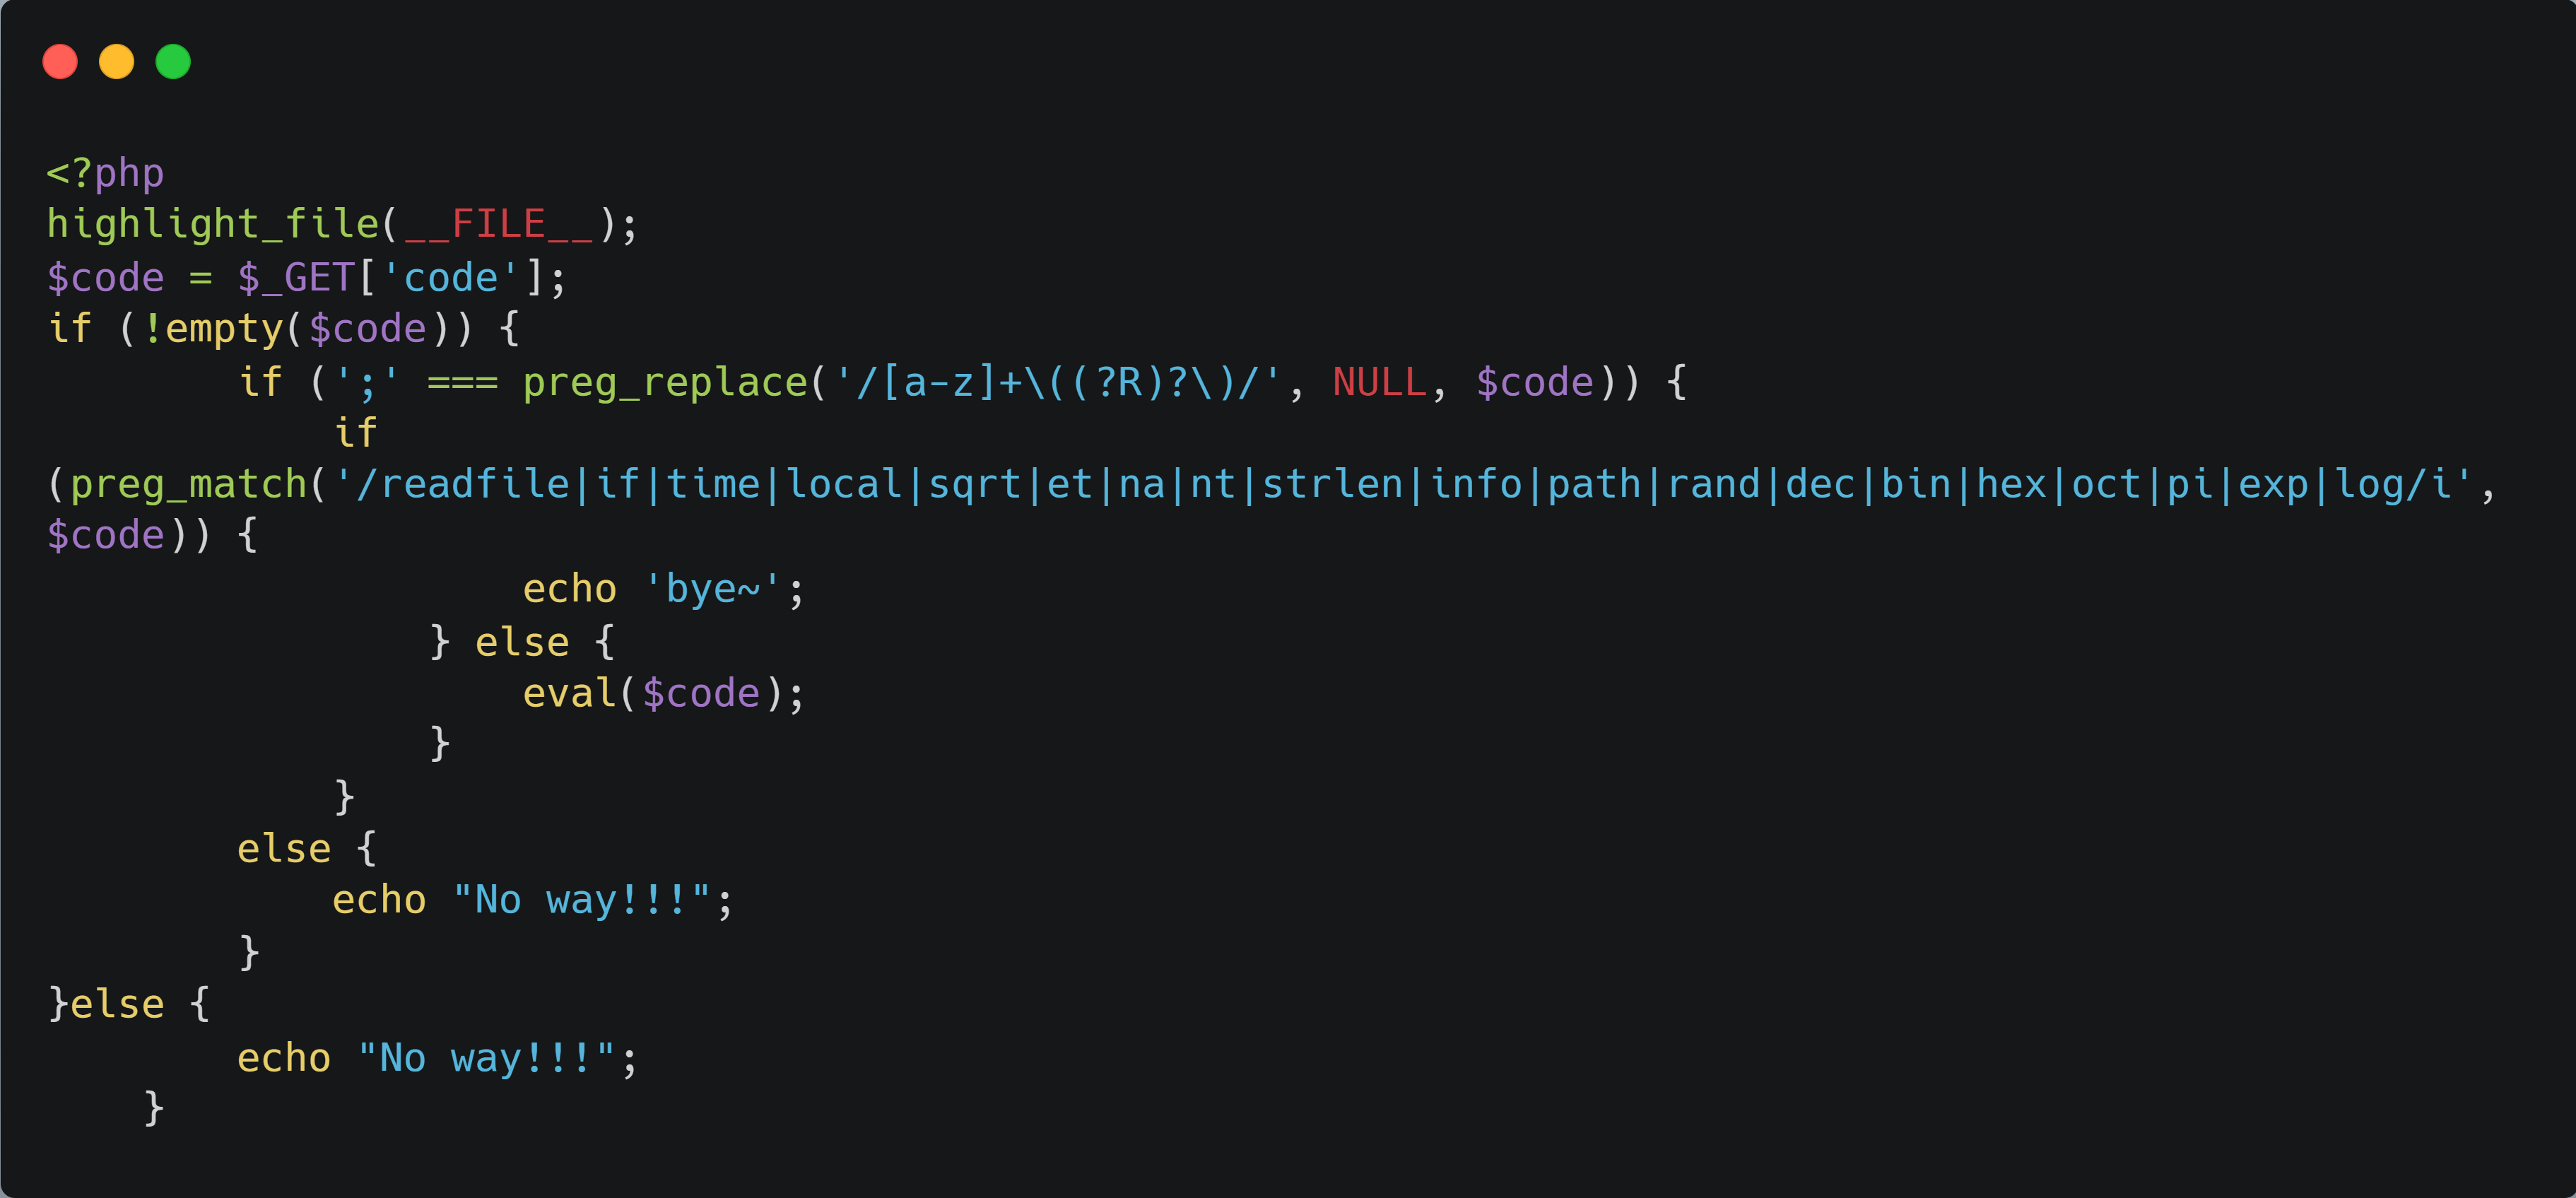 <?php
highlight_file(__FILE__);
$code = $_GET['code'];
if (!empty($code)) {
        if (';' === preg_replace('/[a-z]+\((?R)?\)/', NULL, $code)) {
            if
(preg_match('/readfile|if|time|local|sqrt|et|na|nt|strlen|info|path|rand|dec|bin|hex|oct|pi|exp|log/i',
$code)) {
                    echo 'bye~';
                } else {
                    eval($code);
                }
            }
        else {
            echo "No way!!!";
        }
}else {
        echo "No way!!!";
    }